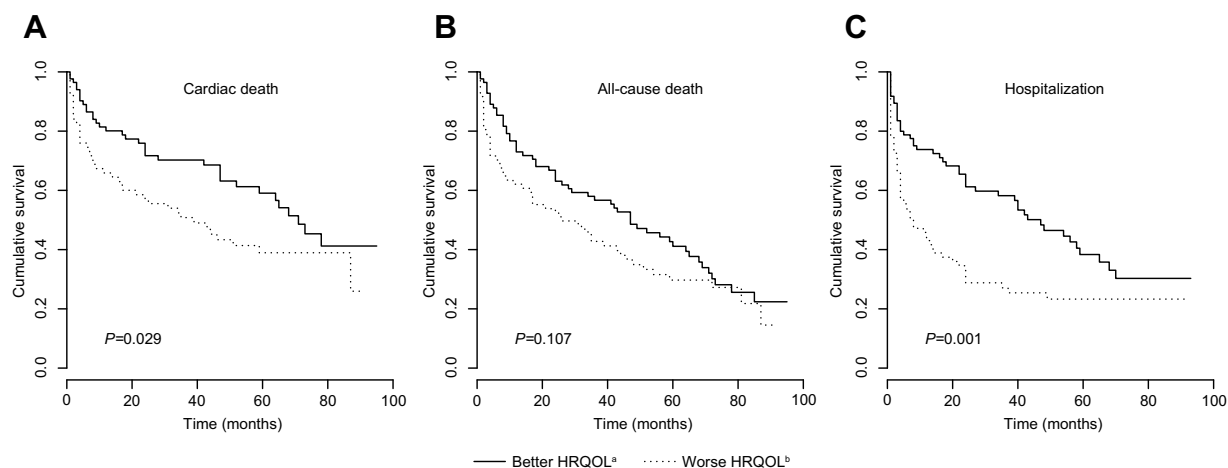 A
B
C
Cardiac death
All-cause death
Hospitalization
Cumulative survival
1.0
0.8
0.6
0.4
0.2
0.0
P=0.029
0 20 40 60 80 100
Time (months)
Cumulative survival
1.0
0.8
0.6
0.4
0.2
0.0
P=0.107
0 20 40 60 80 100
Time (months)
Cumulative survival
1.0
0.8
0.6
0.4
0.2
0.0
P=0.001
0 20 40 60 80 100
Time (months)
Better HRQOLᵃ Worse HRQOLᵇ